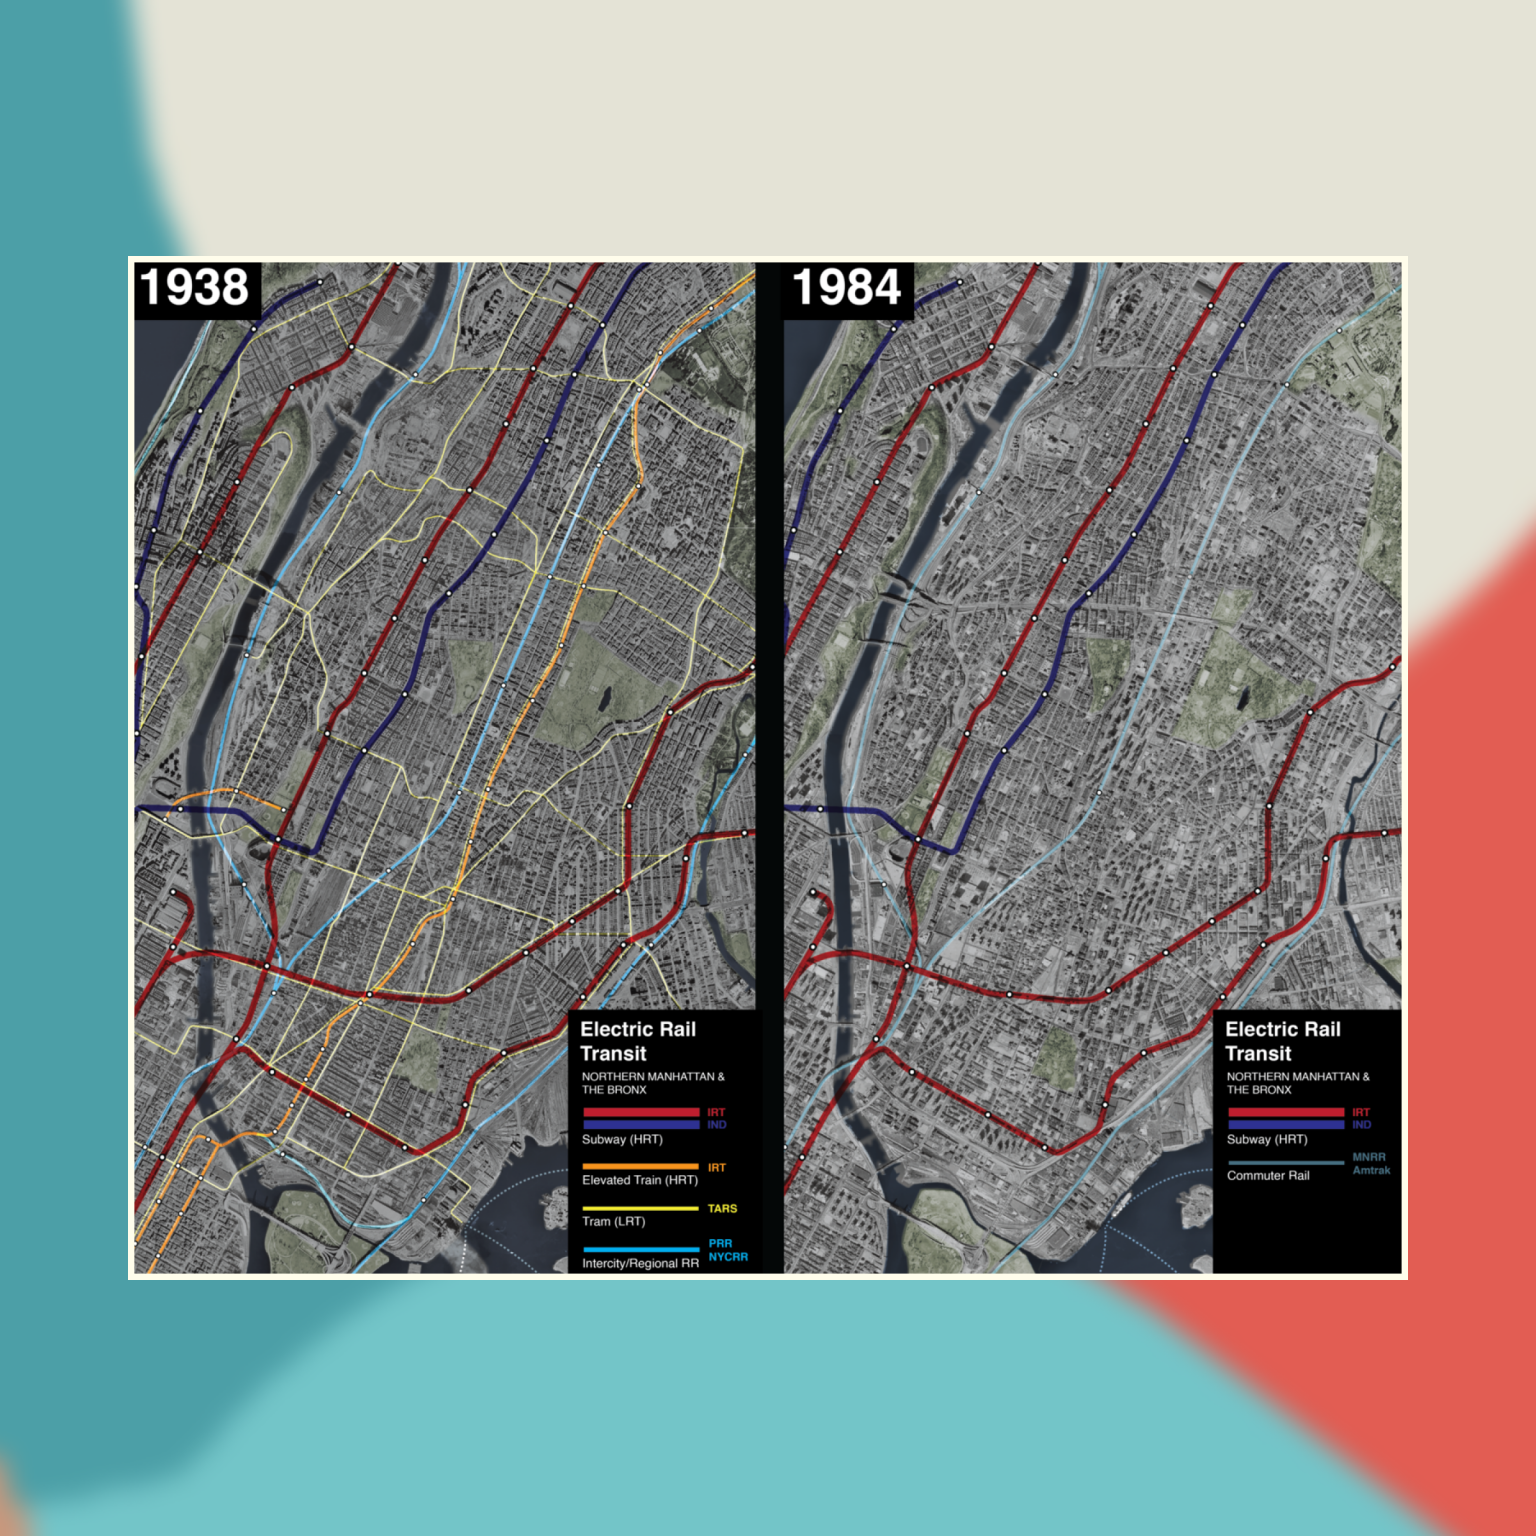 1938
Electric Rail
Transit
NORTHERN MANHATTAN &
THE BRONX
IRT
IND
Subway (HRT)
IRT
Elevated Train (HRT)
TARS
Tram (LRT)
PRR
NYCRR
Intercity/Regional RR
1984
Electric Rail
Transit
NORTHERN MANHATTAN &
THE BRONX
IRT
IND
Subway (HRT)
MNRR
Amtrak
Commuter Rail